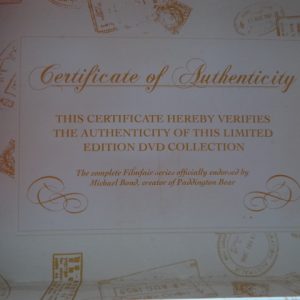 Certificate of Authenticity
THIS CERTIFICATE HEREBY VERIFIES
THE AUTHENTICITY OF THIS LIMITED
EDITION DVD COLLECTION
The complete Filmfair series officially endorsed by
Michael Bond, creator of Paddington Bear